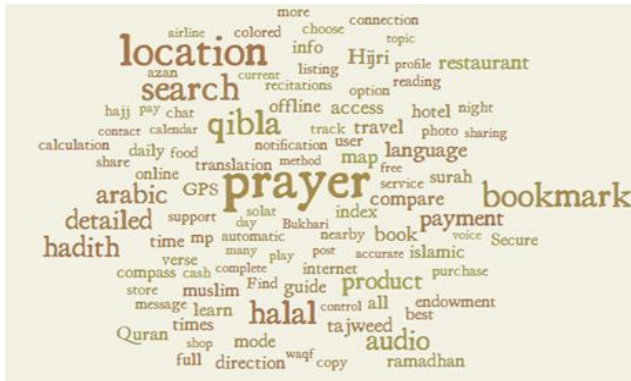 more
connection
airline colored choose
topic
location info Hijri profile restaurant
azan current listing
search recitations option reading
hajj pay chat offline access hotel night
contact calendar qibla track travel photo sharing
calculation notification user language
share daily food translation method map
online free
arabic GPS prayer service surah
compare bookmark
detailed support solat Bukhari index payment
day
hadith time mp automatic nearby book voice Secure
verse many play post accurate islamic
compass cash complete internet product purchase
store muslim Find guide
message learn halal control all endowment
times best
Quran shop mode tajweed audio
full direction waqf copy ramadhan